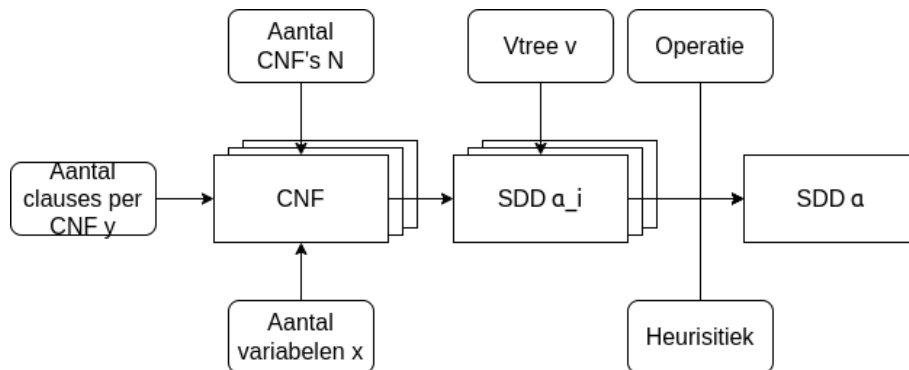 Aantal
CNF's N
Vtree v
Operatie
Aantal
clauses per
CNF y
CNF
SDD α_i
SDD α
Aantal
variabelen x
Heurisitiek